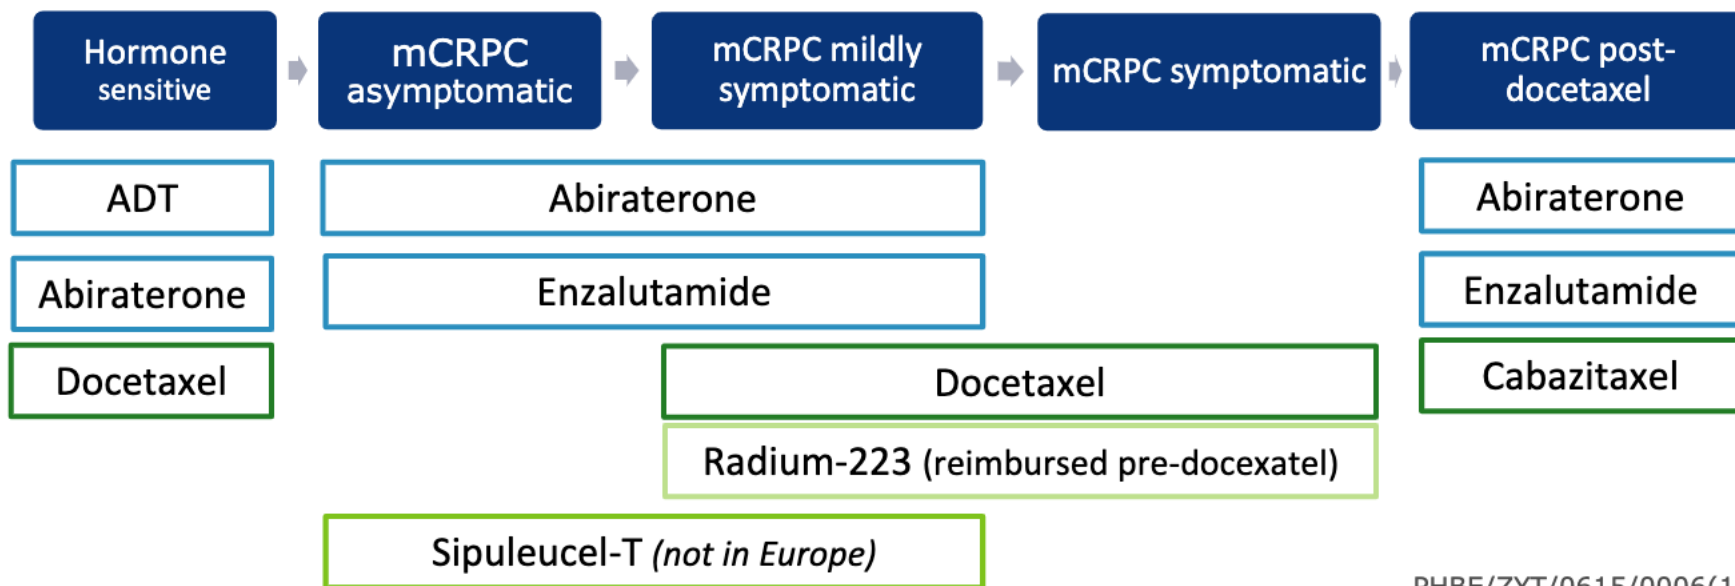 Hormone
sensitive
mCRPC
asymptomatic
mCRPC mildly
symptomatic
mCRPC symptomatic
mCRPC post-
docetaxel
ADT
Abiraterone
Abiraterone
Abiraterone
Enzalutamide
Enzalutamide
Docetaxel
Docetaxel
Cabazitaxel
Radium-223 (reimbursed pre-docexatel)
Sipuleucel-T (not in Europe)